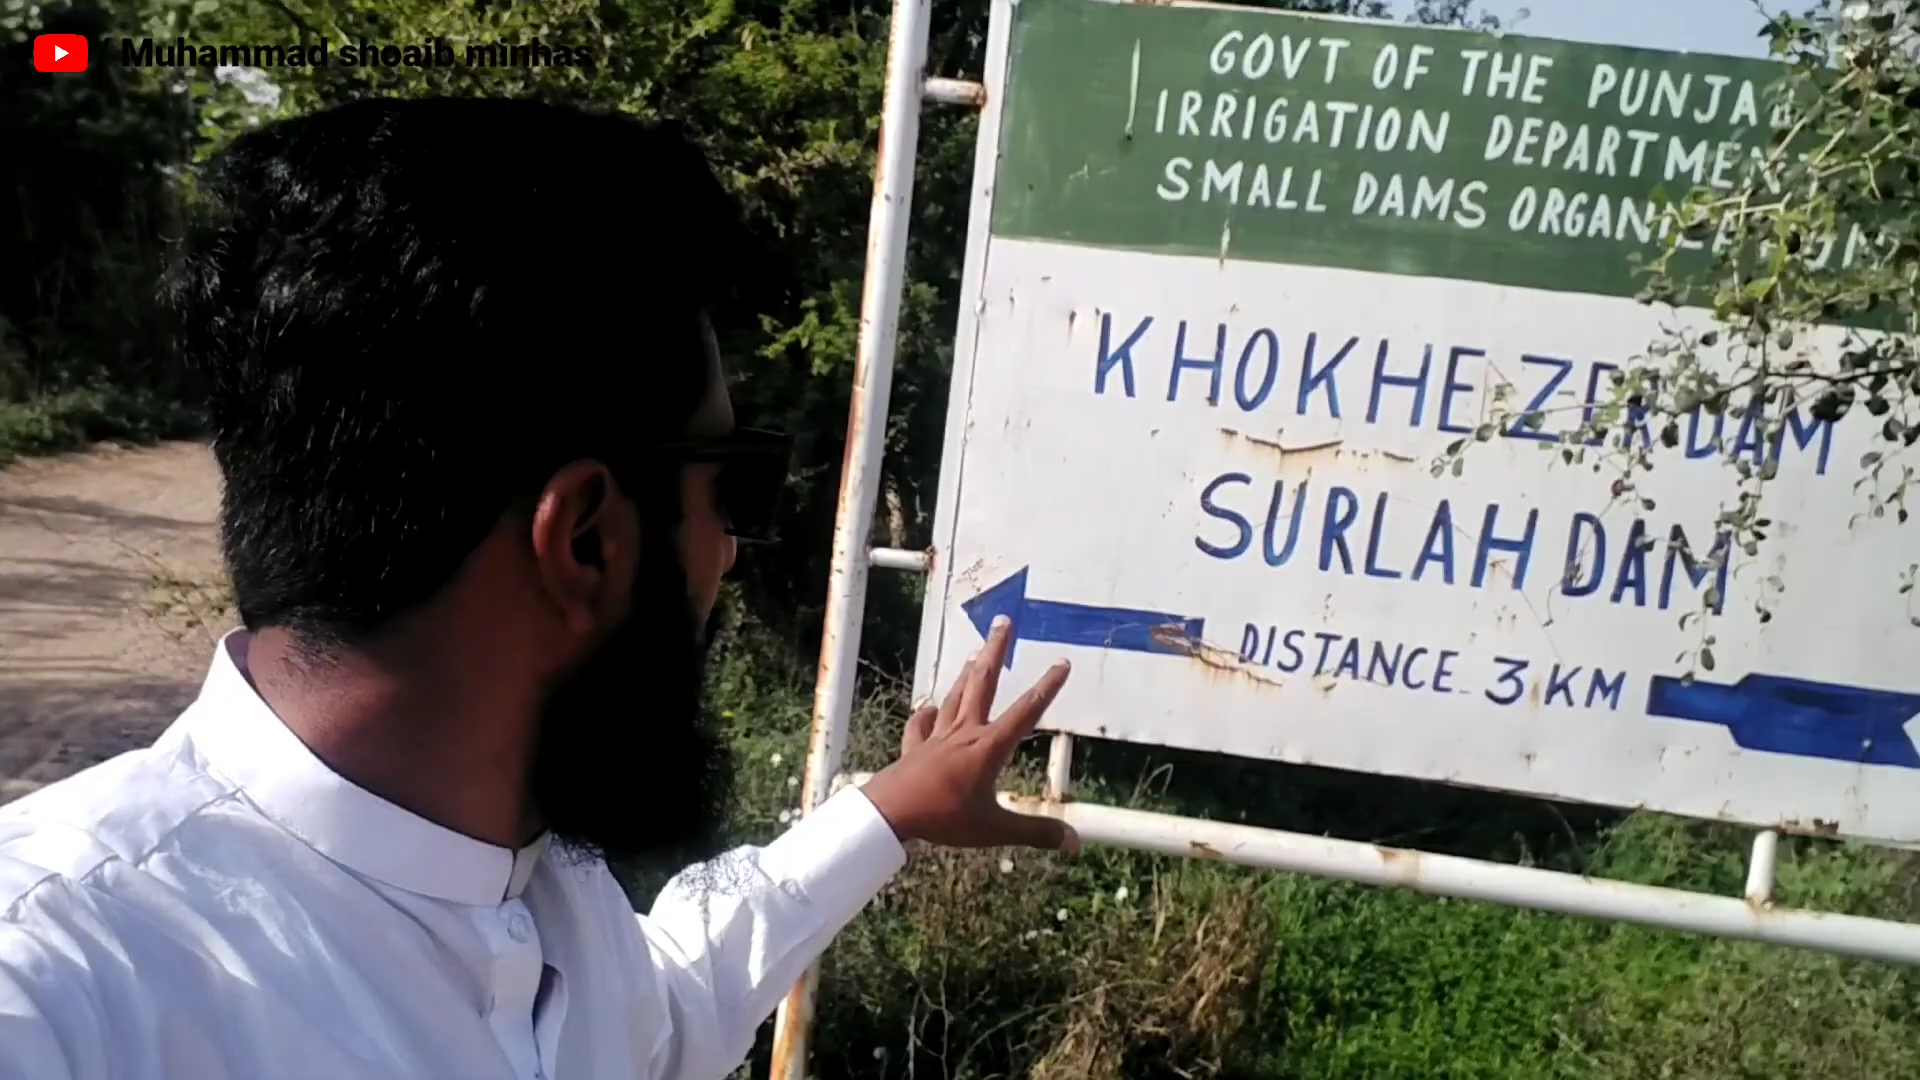 Muhammad shoaib minhas
GOVT OF THE PUNJAB
IRRIGATION DEPARTMENT
SMALL DAMS ORGANIZATION
KHOKHE ZER DAM
SURLAH DAM
DISTANCE 3 KM